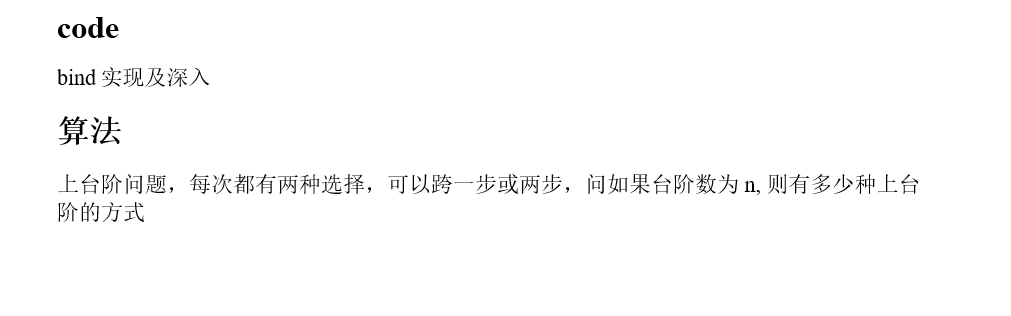 code
bind 实现及深入
算法
上台阶问题，每次都有两种选择，可以跨一步或两步，问如果台阶数为 n, 则有多少种上台
阶的方式